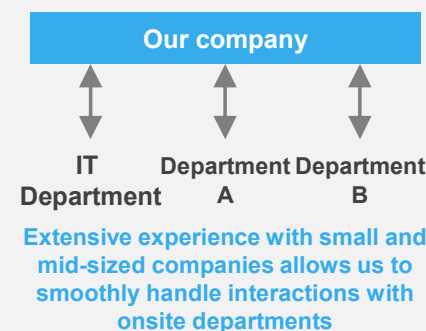 Our company
IT
Department
Department
A
Department
B
Extensive experience with small and
mid-sized companies allows us to
smoothly handle interactions with
onsite departments